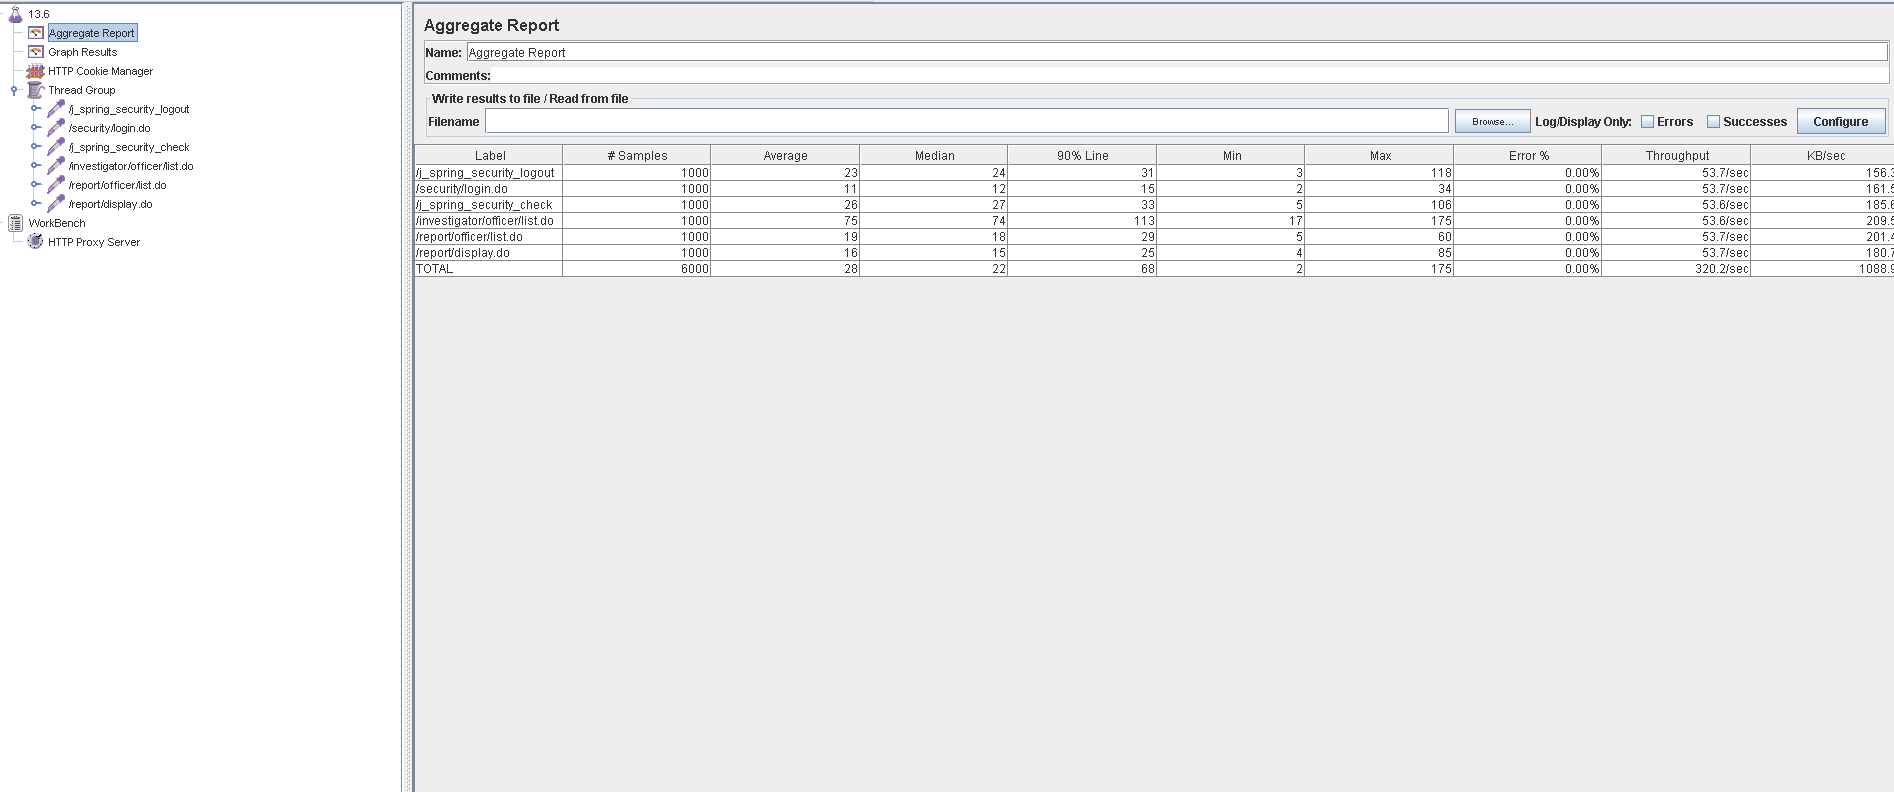 13.6
Aggregate Report
Graph Results
HTTP Cookie Manager
Thread Group
/j_spring_security_logout
/security/login.do
/j_spring_security_check
/investigator/officer/list.do
/report/officer/list.do
/report/display.do
WorkBench
HTTP Proxy Server
Aggregate Report
Name: Aggregate Report
Comments:
Write results to file / Read from file
Filename Browse... Log/Display Only: Errors Successes Configure
Label # Samples Average Median 90% Line Min Max Error % Throughput KB/sec
/j_spring_security_logout 1000 23 24 31 3 118 0.00% 53.7/sec 156.3
/security/login.do 1000 11 12 15 2 34 0.00% 53.7/sec 161.5
/j_spring_security_check 1000 26 27 33 5 106 0.00% 53.6/sec 185.6
/investigator/officer/list.do 1000 75 74 113 17 175 0.00% 53.6/sec 209.5
/report/officer/list.do 1000 19 18 29 5 60 0.00% 53.7/sec 201.4
/report/display.do 1000 16 15 25 4 85 0.00% 53.7/sec 180.7
TOTAL 6000 28 22 68 2 175 0.00% 320.2/sec 1088.9